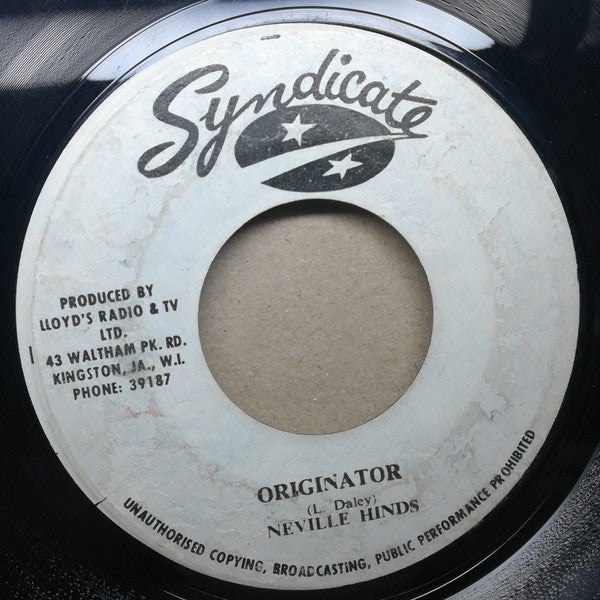 Syndicate
PRODUCED BY
LLOYD'S RADIO & TV
LTD.
43 WALTHAM PK. RD.
KINGSTON, JA., W.I.
PHONE: 39187
ORIGINATOR
(L. Daley)
NEVILLE HINDS
UNAUTHORISED COPYING, BROADCASTING, PUBLIC PERFORMANCE PROHIBITED